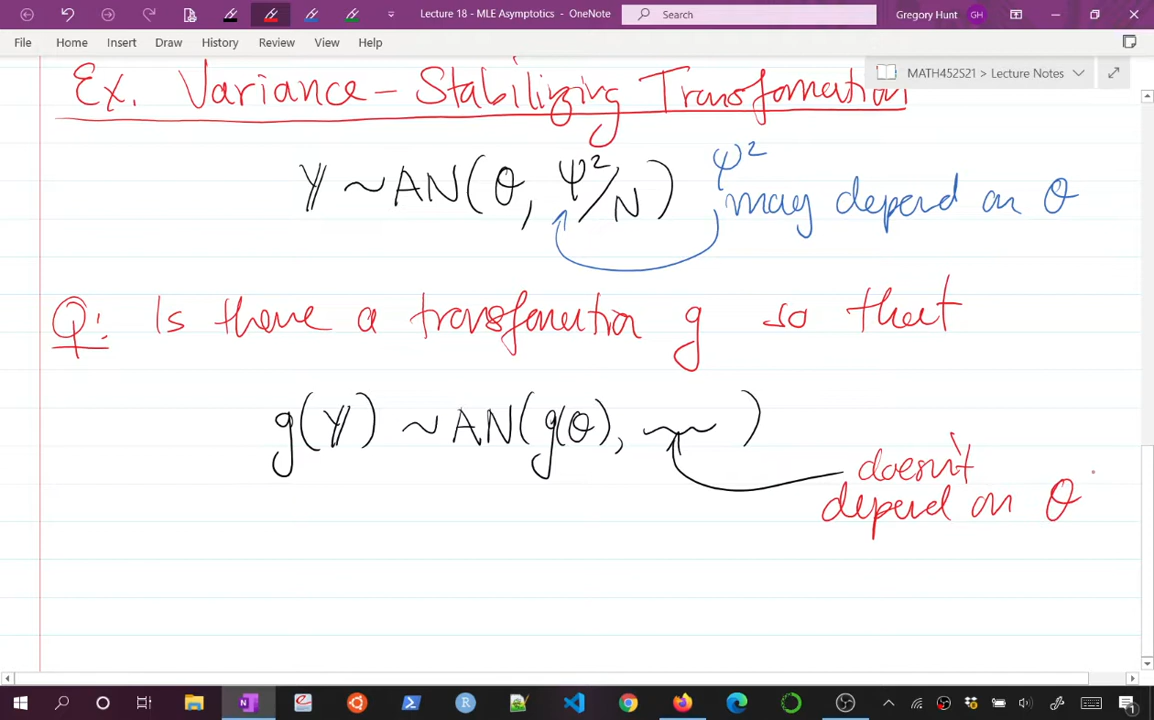 Lecture 18 - MLE Asymptotics - OneNote
Search
Gregory Hunt
GH
File Home Insert Draw History Review View Help
MATH452S21 > Lecture Notes
Ex. Variance-Stabilizing Transformation
Y ~ AN(θ, ψ²/N)
ψ²
may depend on θ
Q: Is there a transformation g so that
g(Y) ~ AN(g(θ), ~~ )
doesn't
depend on θ